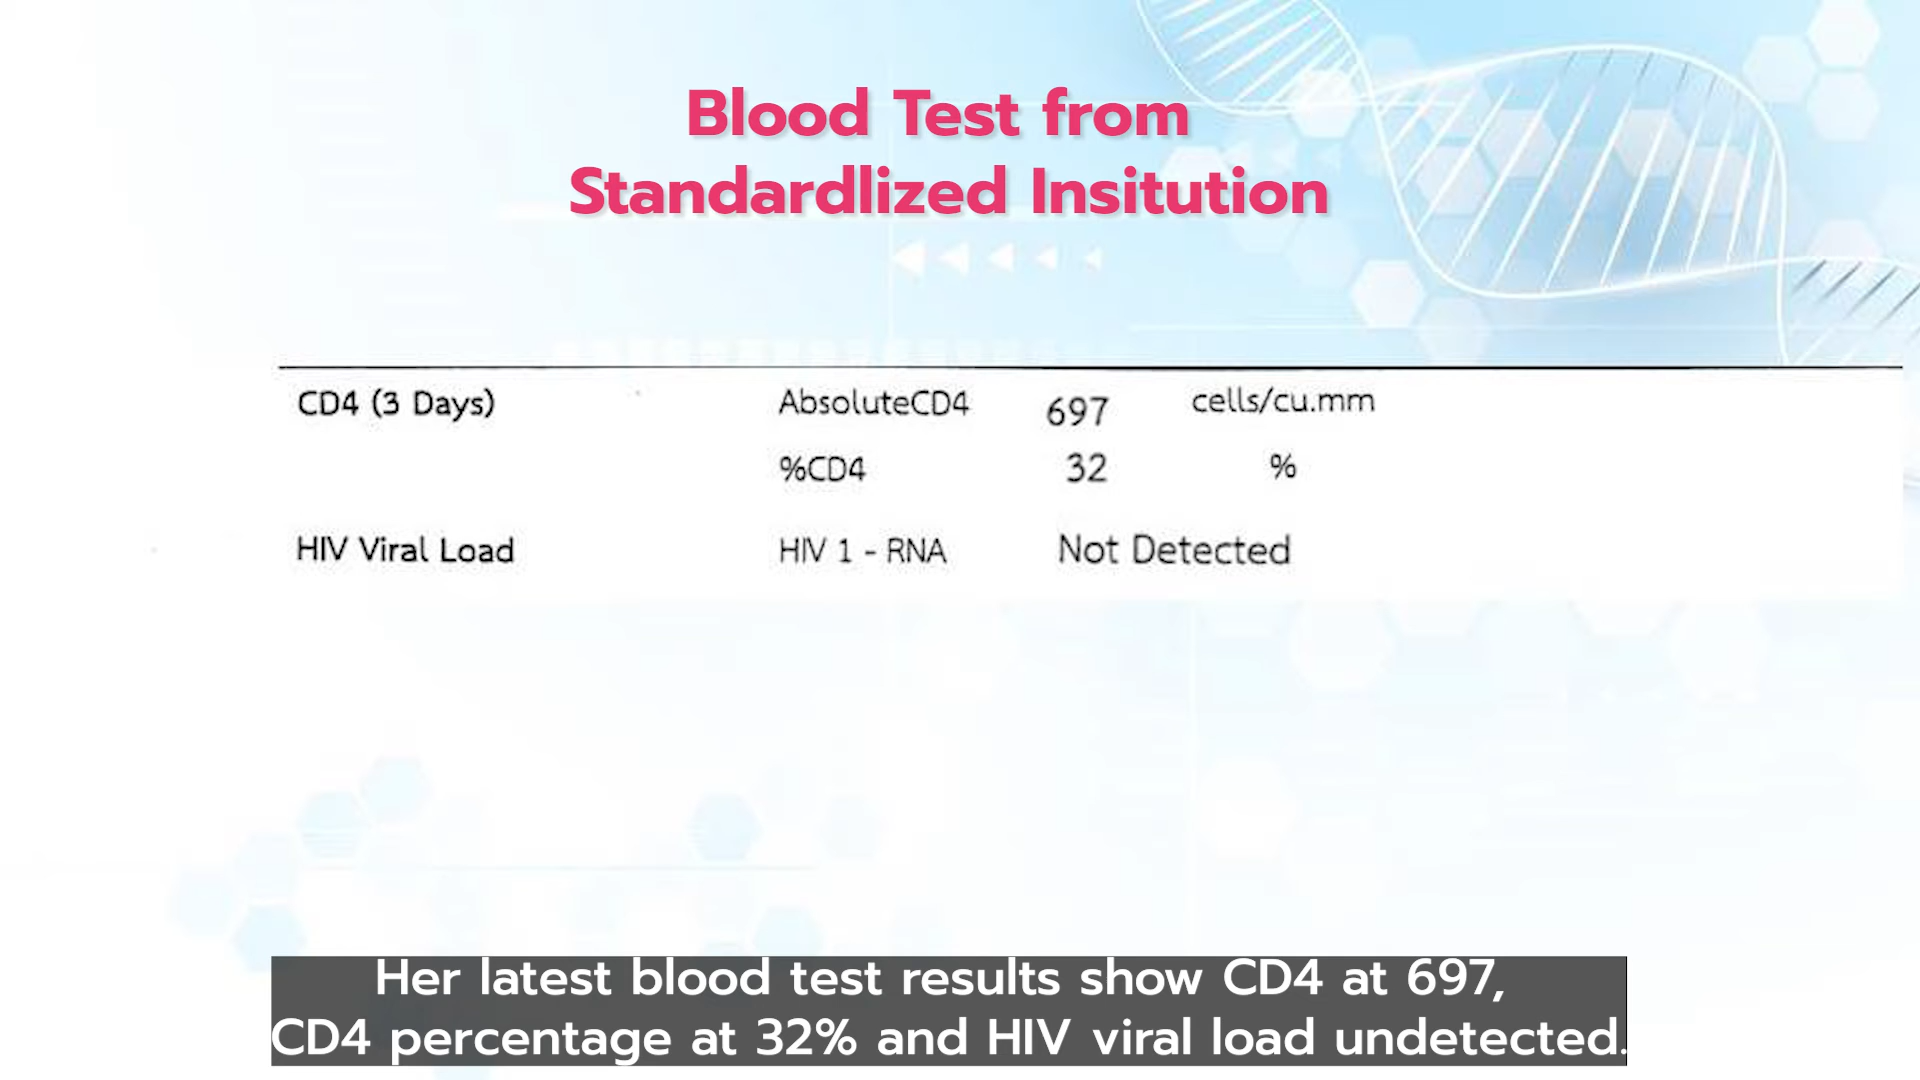 Blood Test from
Standardlized Insitution
CD4 (3 Days) AbsoluteCD4 697 cells/cu.mm
%CD4 32 %
HIV Viral Load HIV 1 - RNA Not Detected
Her latest blood test results show CD4 at 697,
CD4 percentage at 32% and HIV viral load undetected.